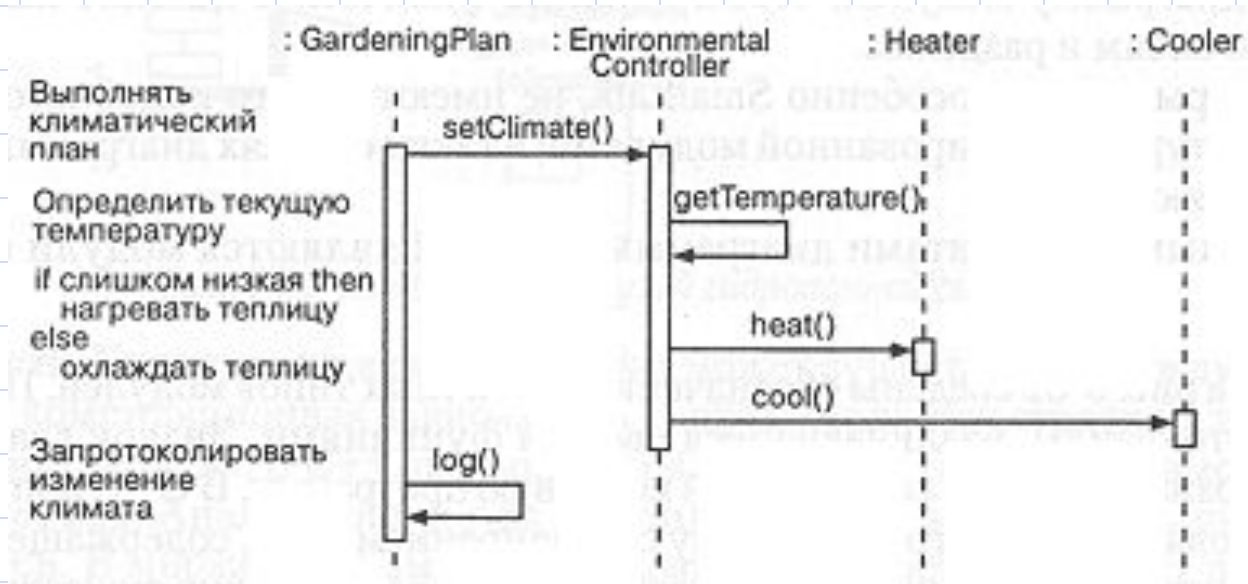 : GardeningPlan : Environmental Controller : Heater : Cooler
Выполнять
климатический
план
setClimate()
Определить текущую
температуру
getTemperature()
if слишком низкая then
нагревать теплицу
else
охлаждать теплицу
heat()
cool()
Запротоколировать
изменение
климата
log()